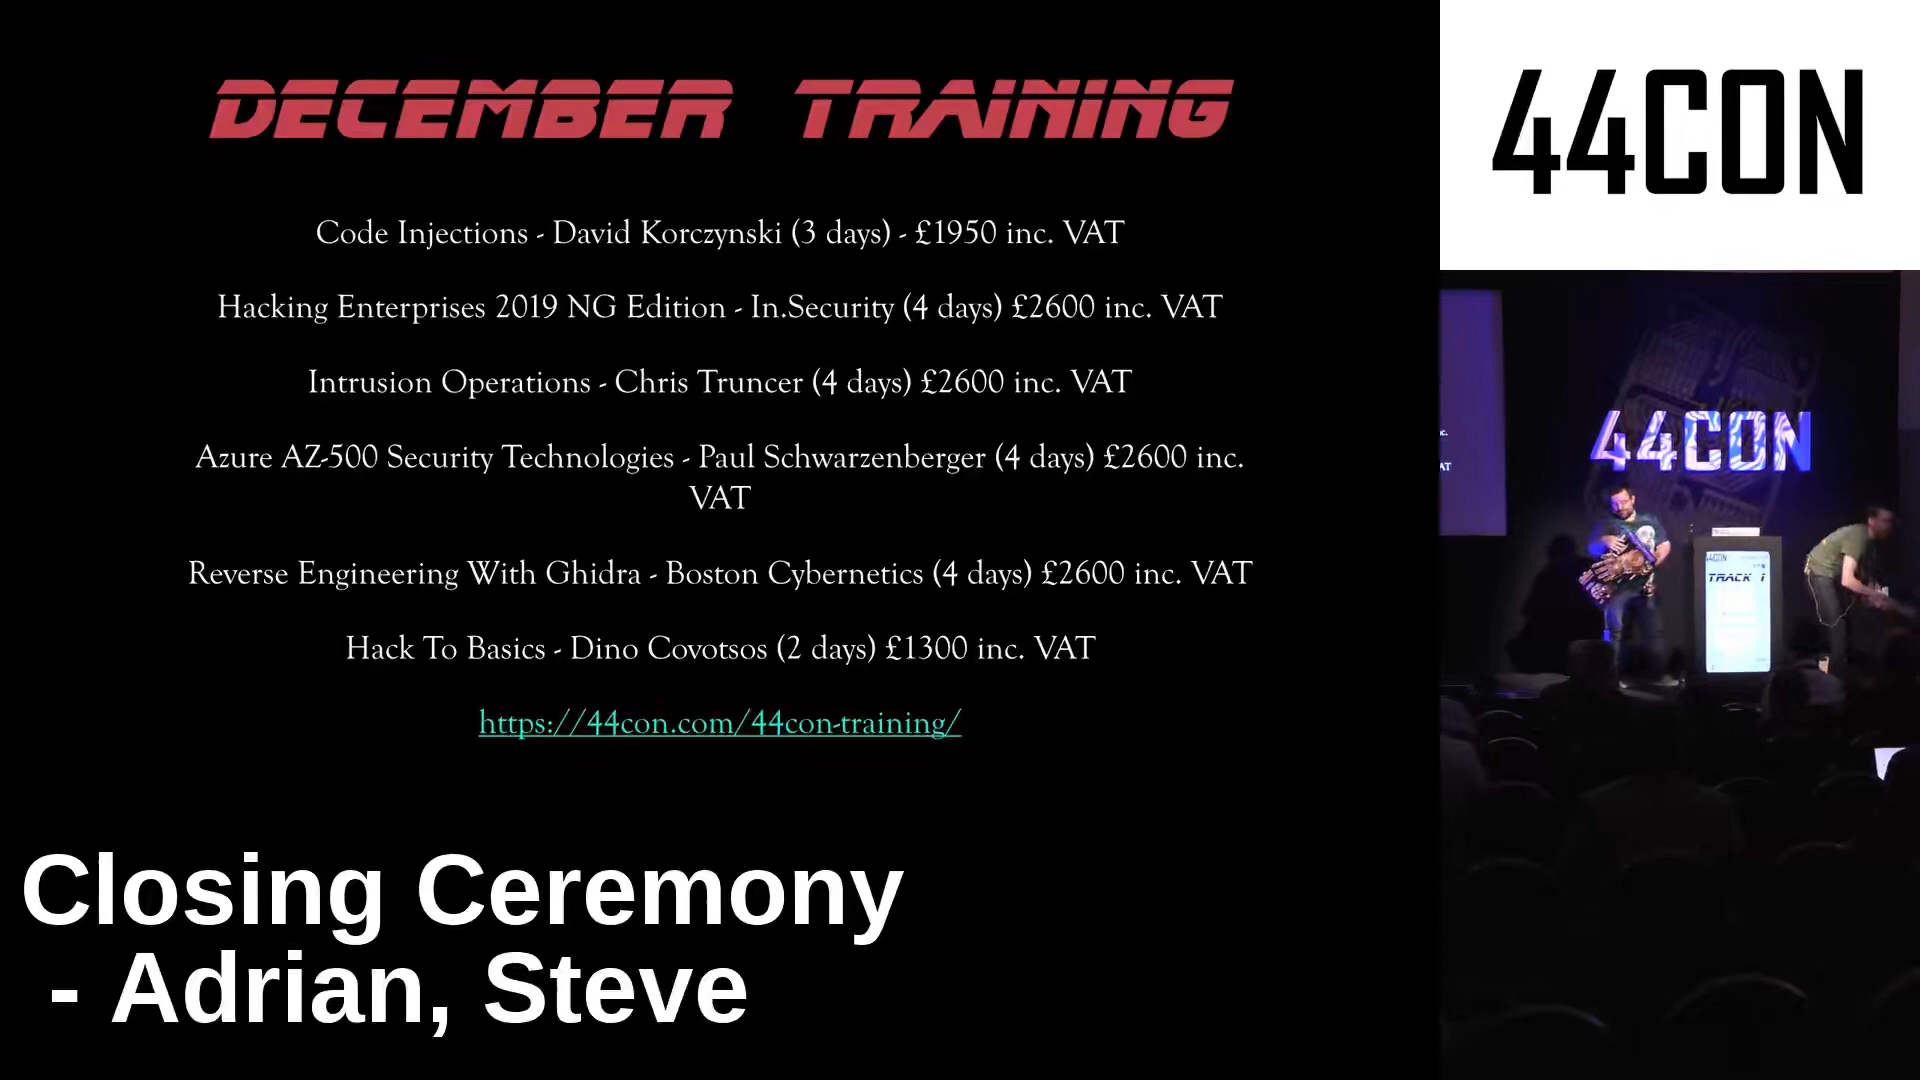 DECEMBER TRAINING
Code Injections - David Korczynski (3 days) - £1950 inc. VAT
Hacking Enterprises 2019 NG Edition - In.Security (4 days) £2600 inc. VAT
Intrusion Operations - Chris Truncer (4 days) £2600 inc. VAT
Azure AZ-500 Security Technologies - Paul Schwarzenberger (4 days) £2600 inc.
VAT
Reverse Engineering With Ghidra - Boston Cybernetics (4 days) £2600 inc. VAT
Hack To Basics - Dino Covotsos (2 days) £1300 inc. VAT
https://44con.com/44con-training/
Closing Ceremony
- Adrian, Steve
44CON
44CON
44CON
TRACK 1